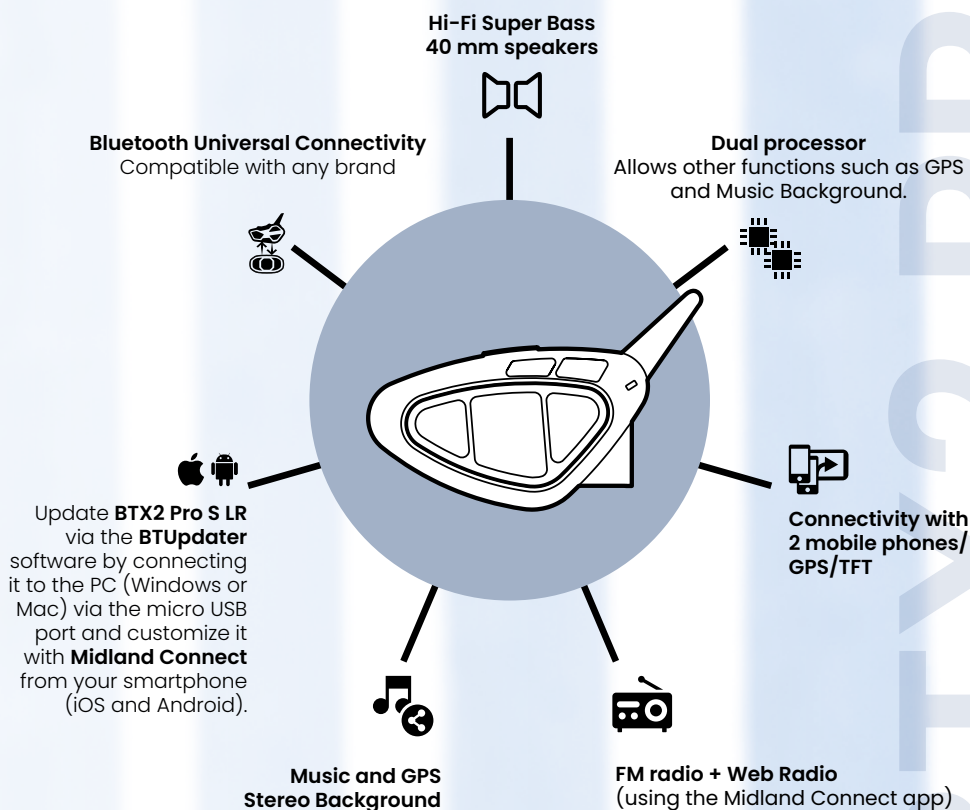 Hi-Fi Super Bass
40 mm speakers
Bluetooth Universal Connectivity
Compatible with any brand
Dual processor
Allows other functions such as GPS
and Music Background.
Connectivity with
2 mobile phones/
GPS/TFT
Update BTX2 Pro S LR
via the BTUpdater
software by connecting
it to the PC (Windows or
Mac) via the micro USB
port and customize it
with Midland Connect
from your smartphone
(iOS and Android).
Music and GPS
Stereo Background
FM radio + Web Radio
(using the Midland Connect app)